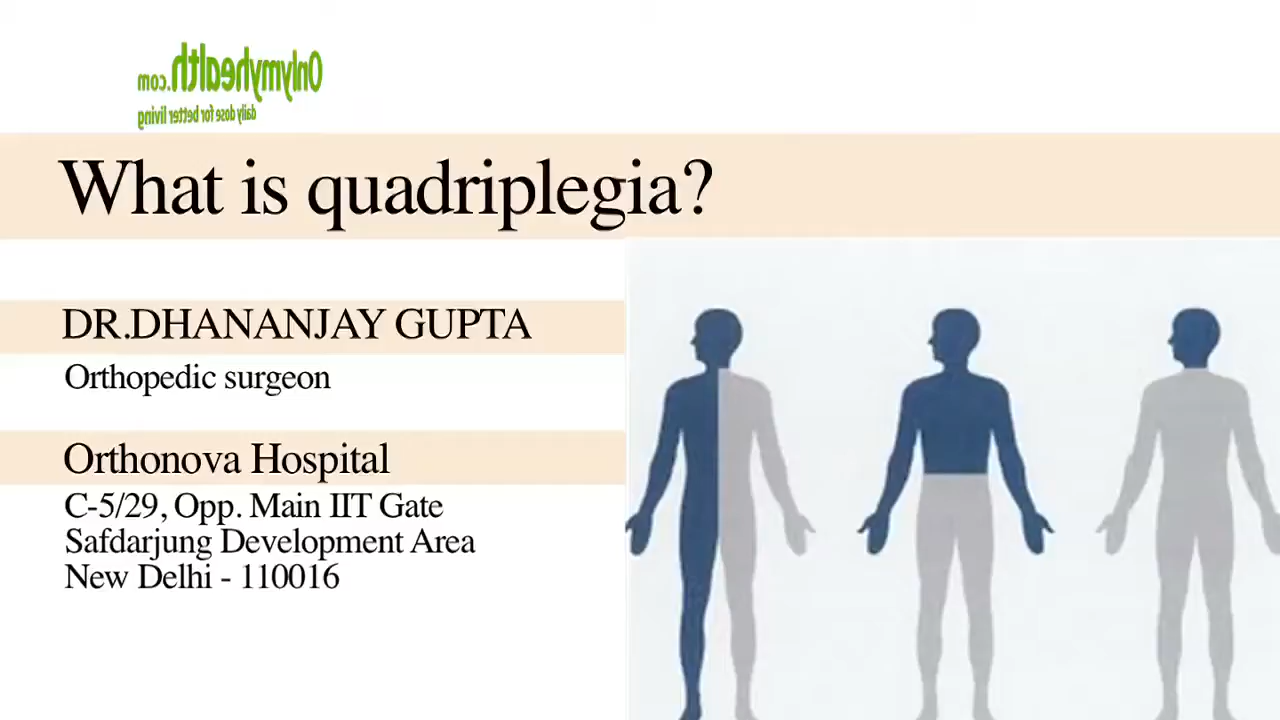 Onlymyhealth.com
daily dose for better living
What is quadriplegia?
DR.DHANANJAY GUPTA
Orthopedic surgeon
Orthonova Hospital
C-5/29, Opp. Main IIT Gate
Safdarjung Development Area
New Delhi - 110016